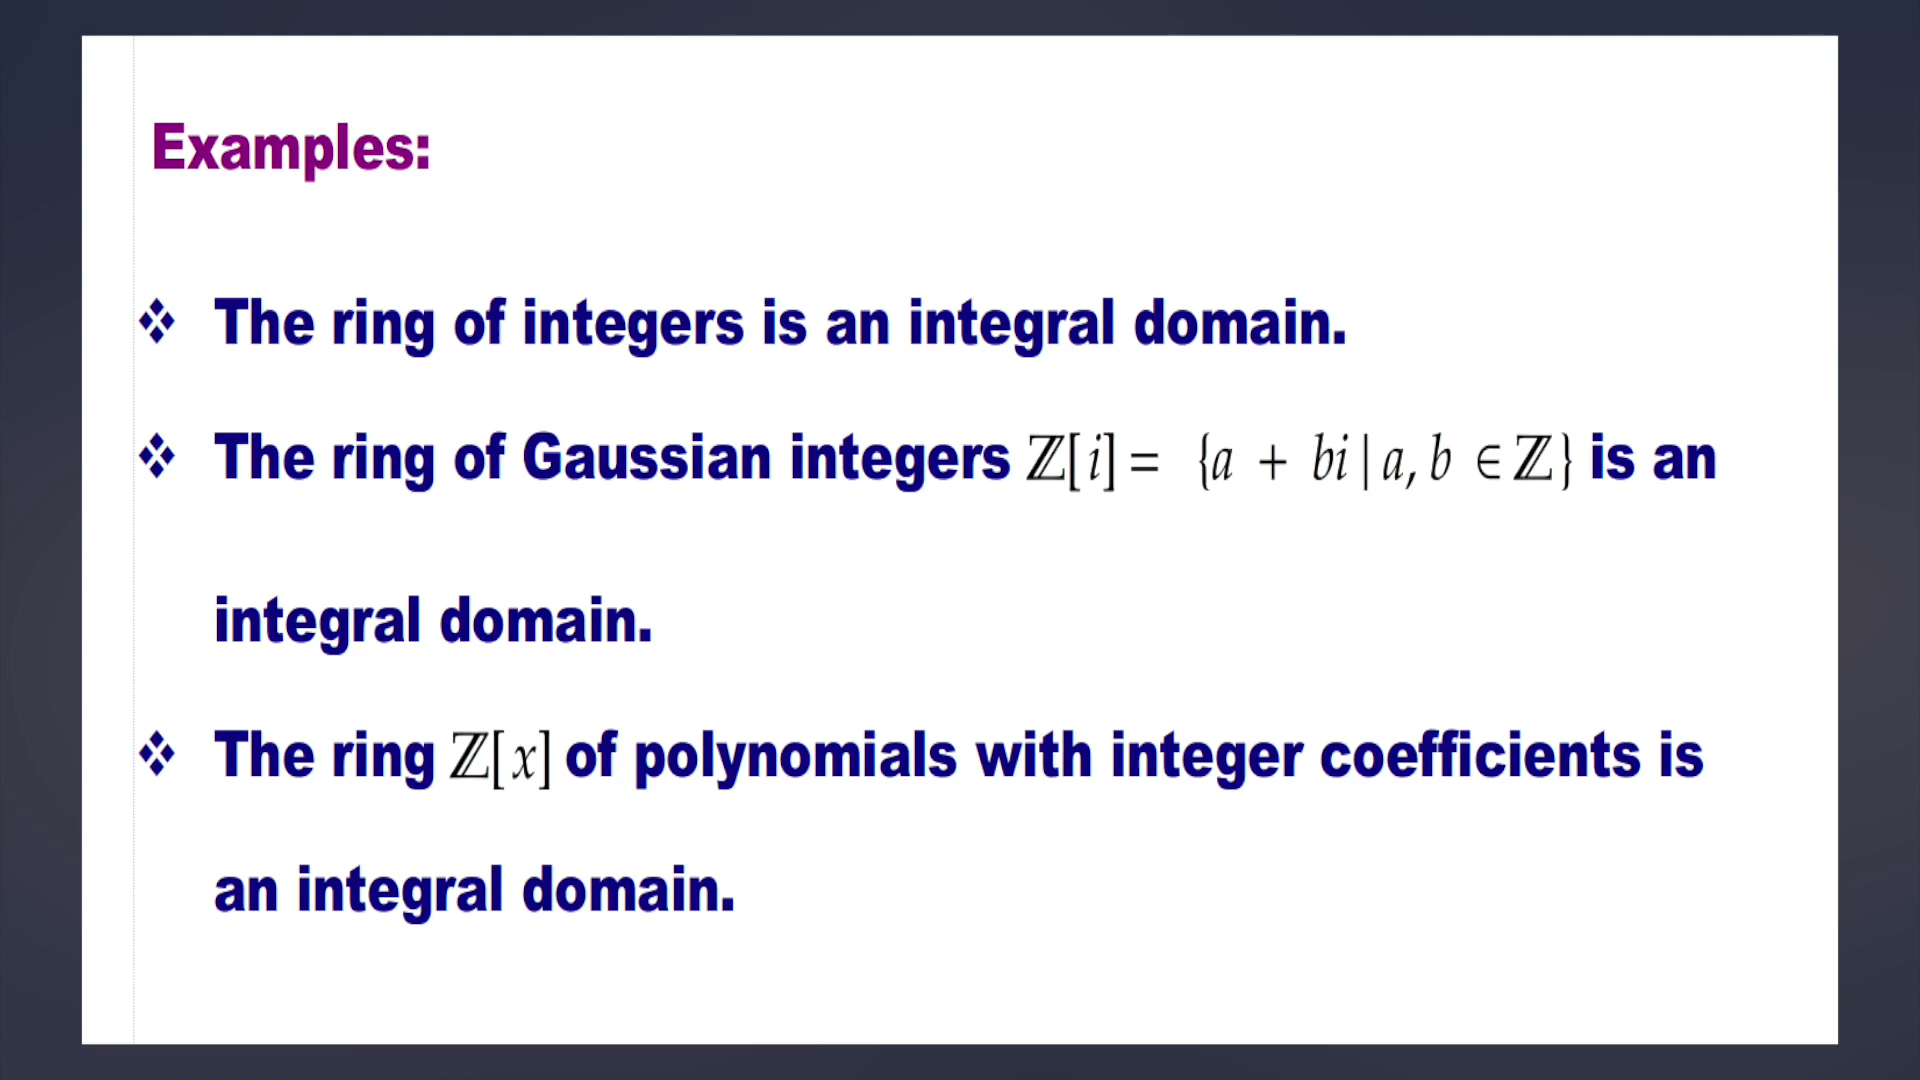 Examples:
❖ The ring of integers is an integral domain.
❖ The ring of Gaussian integers ℤ[i] = {a + bi | a, b ∈ ℤ} is an
integral domain.
❖ The ring ℤ[x] of polynomials with integer coefficients is
an integral domain.